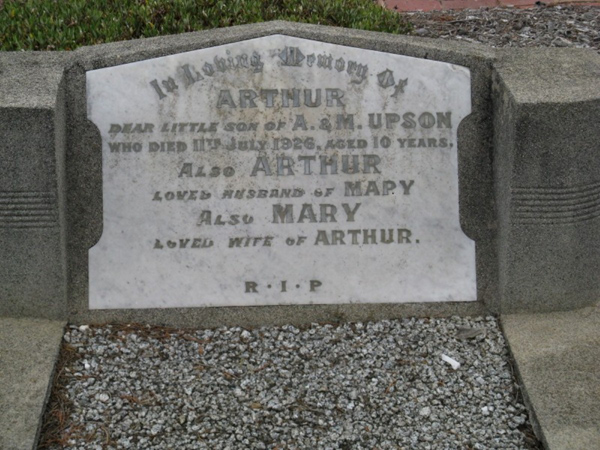 In Loving Memory Of
ARTHUR
DEAR LITTLE SON OF A. & M. UPSON
WHO DIED 11TH JULY 1926, AGED 10 YEARS,
ALSO ARTHUR
LOVED HUSBAND OF MARY
ALSO MARY
LOVED WIFE OF ARTHUR.
R · I · P